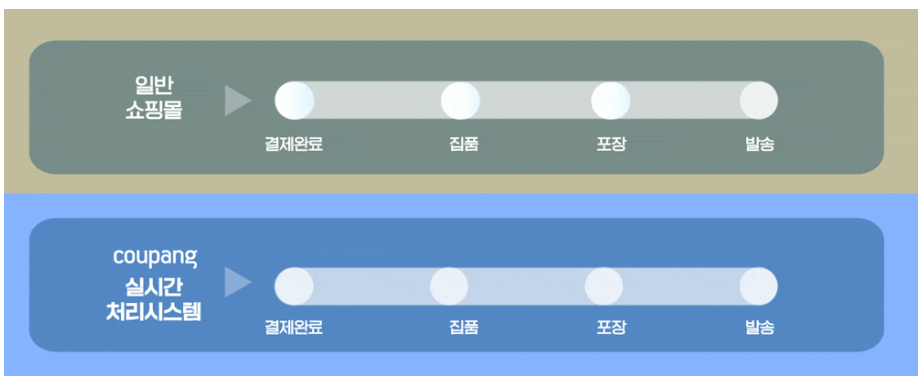 일반
쇼핑몰
결제완료 집품 포장 발송
coupang
실시간
처리시스템
결제완료 집품 포장 발송